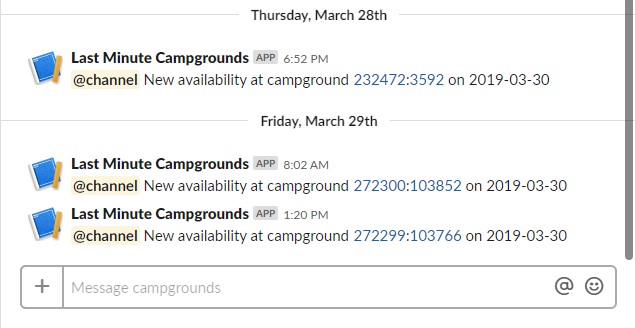 Thursday, March 28th
Last Minute Campgrounds APP 6:52 PM
@channel New availability at campground 232472:3592 on 2019-03-30
Friday, March 29th
Last Minute Campgrounds APP 8:02 AM
@channel New availability at campground 272300:103852 on 2019-03-30
Last Minute Campgrounds APP 1:20 PM
@channel New availability at campground 272299:103766 on 2019-03-30
+ Message campgrounds @